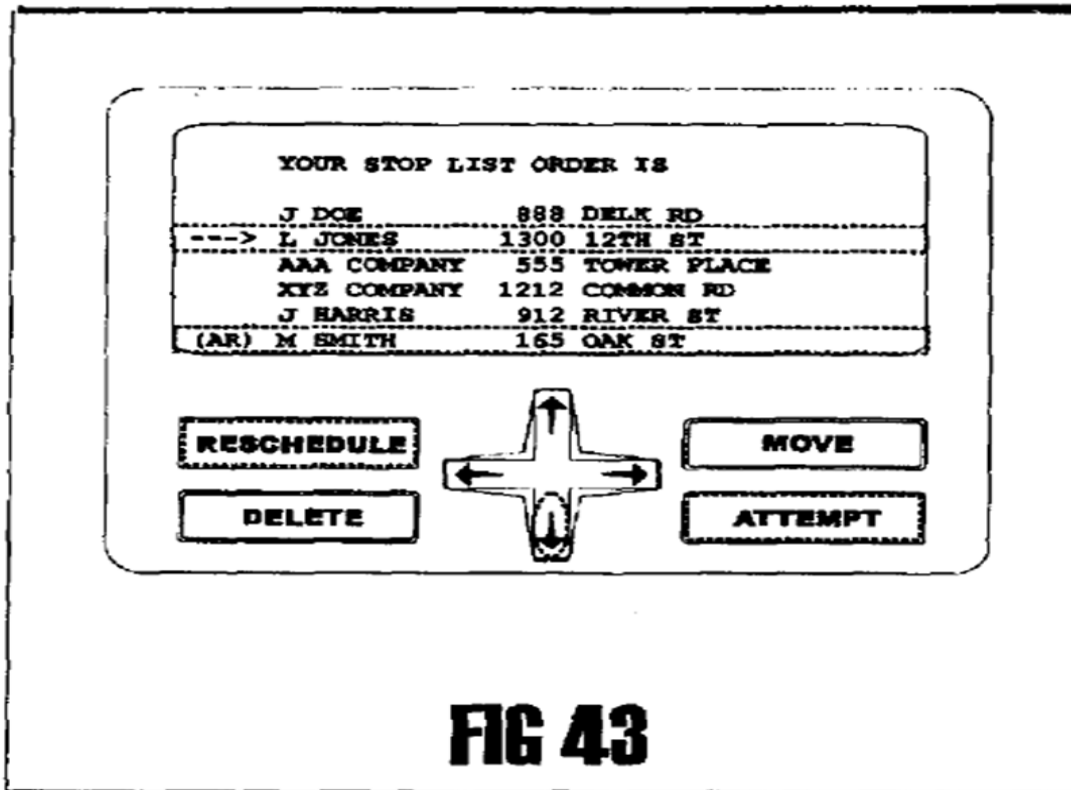 YOUR STOP LIST ORDER IS
J DOE 888 DELK RD
---> L JONES 1300 12TH ST
AAA COMPANY 555 TOWER PLACE
XYZ COMPANY 1212 COMMON RD
J HARRIS 912 RIVER ST
(AR) M SMITH 165 OAK ST
RESCHEDULE
MOVE
DELETE
ATTEMPT
FIG 43